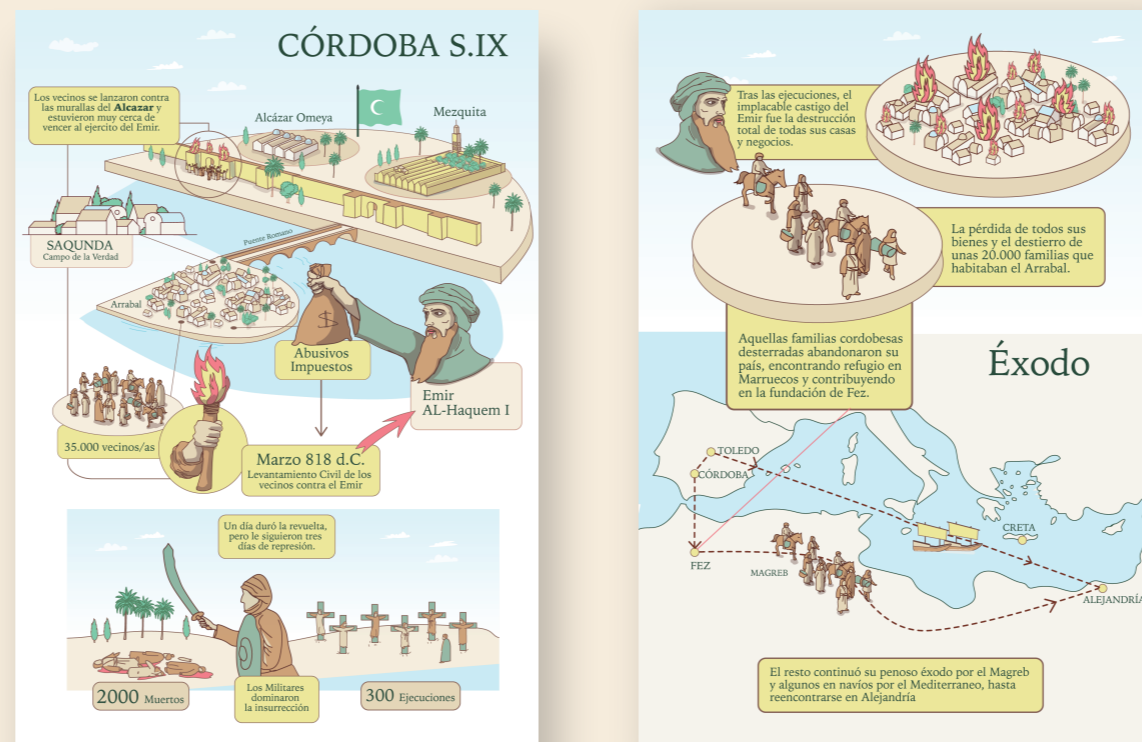 CÓRDOBA S.IX
Los vecinos se lanzaron contra
las murallas del Alcazar y
estuvieron muy cerca de
vencer al ejercito del Emir.
Alcázar Omeya
Mezquita
SAQUNDA
Campo de la Verdad
Puente Romano
Arrabal
Abusivos
Impuestos
Emir
AL-Haquem I
35.000 vecinos/as
Marzo 818 d.C.
Levantamiento Civil de los
vecinos contra el Emir
Un día duró la revuelta,
pero le siguieron tres
días de represión.
2000 Muertos
Los Militares
dominaron
la insurrección
300 Ejecuciones
Tras las ejecuciones, el
implacable castigo del
Emir fue la destrucción
total de todas sus casas
y negocios.
La pérdida de todos sus
bienes y el destierro de
unas 20.000 familias que
habitaban el Arrabal.
Aquellas familias cordobesas
desterradas abandonaron su
país, encontrando refugio en
Marruecos y contribuyendo
en la fundación de Fez.
Éxodo
TOLEDO
CÓRDOBA
CRETA
FEZ
MAGREB
ALEJANDRÍA
El resto continuó su penoso éxodo por el Magreb
y algunos en navíos por el Mediterraneo, hasta
reencontrarse en Alejandría